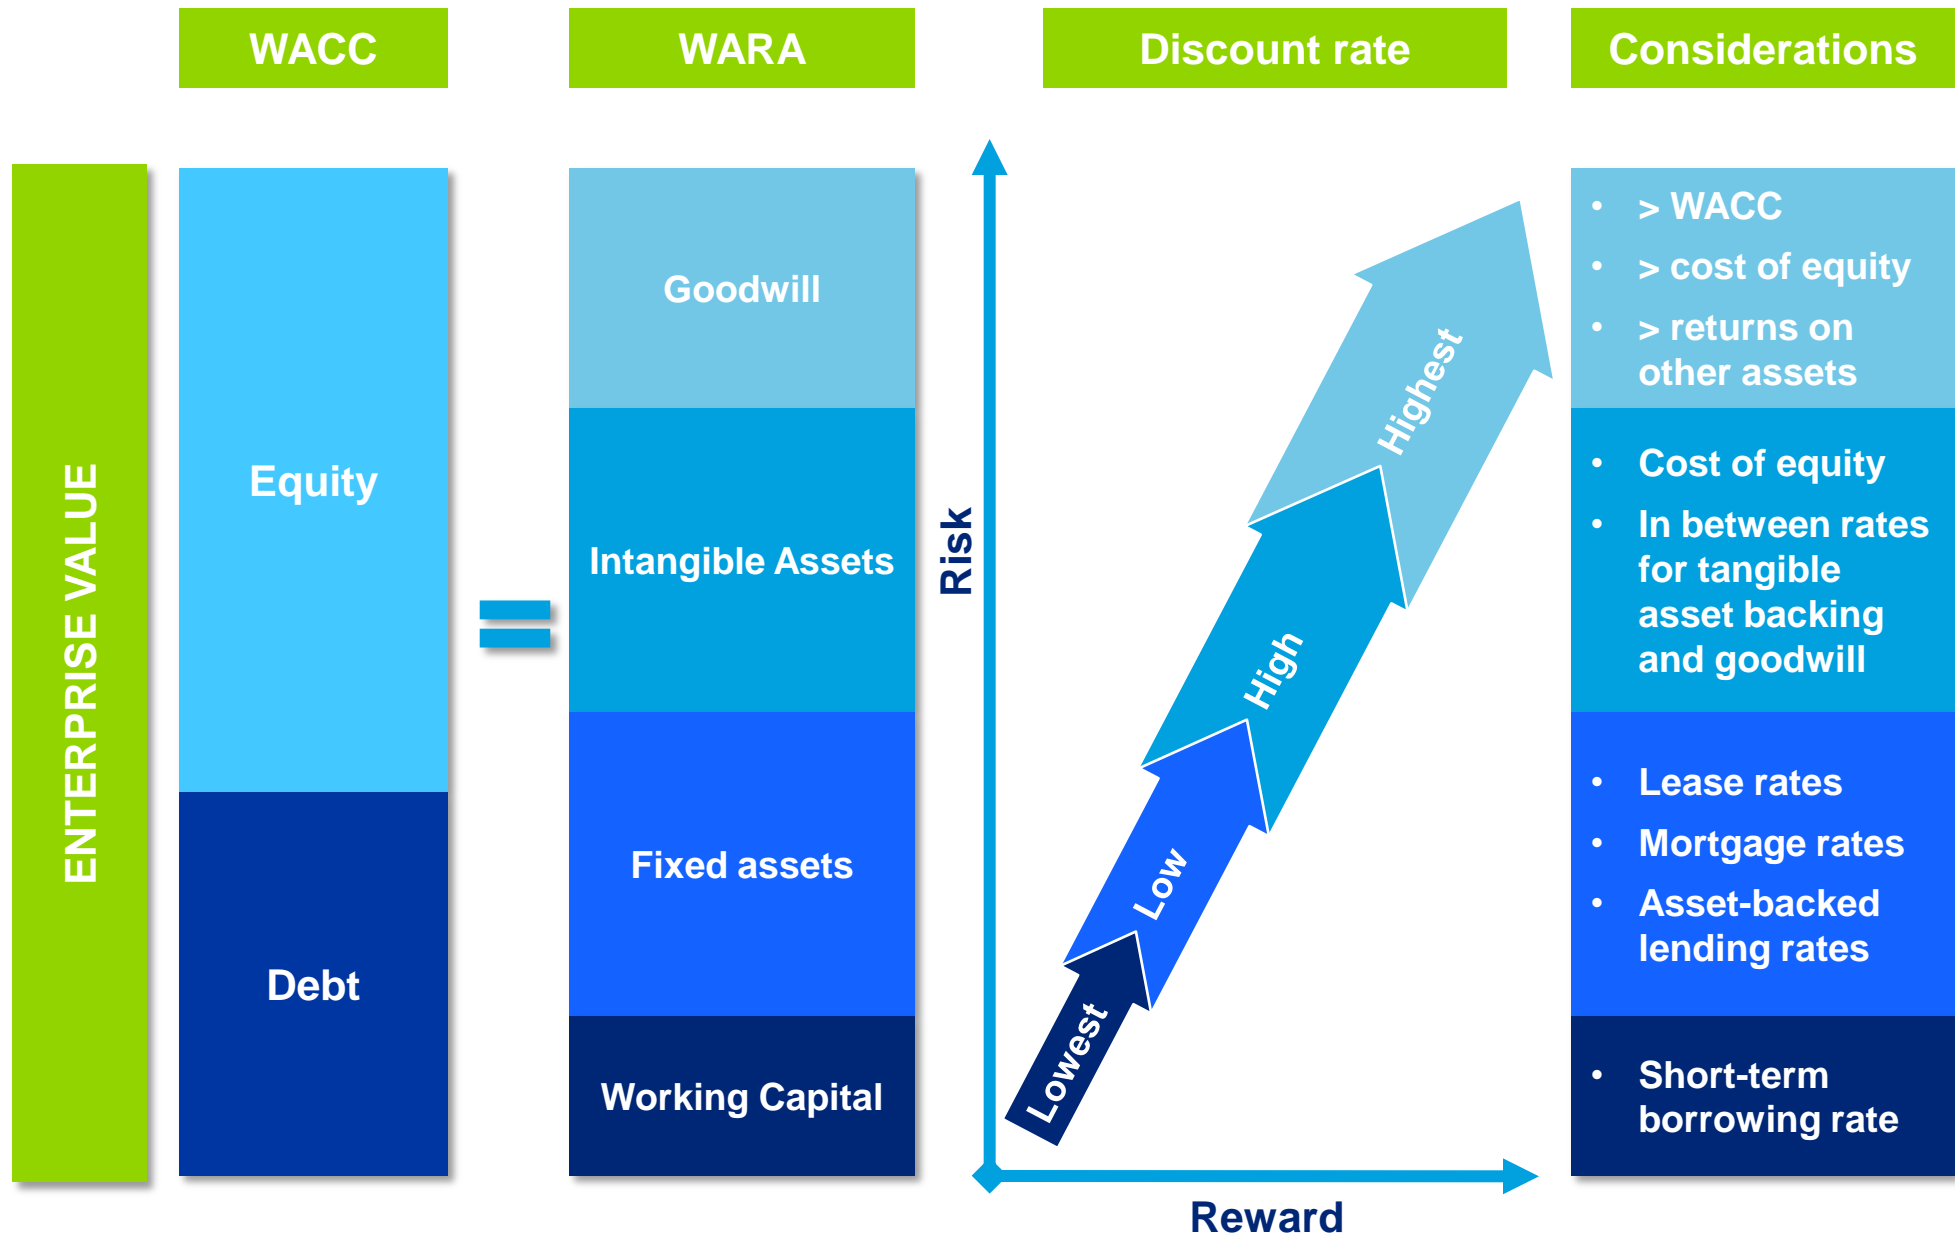 WACC
WARA
Discount rate
Considerations
ENTERPRISE VALUE
Equity
Debt
Goodwill
Intangible Assets
Fixed assets
Working Capital
Risk
Reward
Highest
High
Low
Lowest
• > WACC
• > cost of equity
• > returns on
other assets
• Cost of equity
• In between rates
for tangible
asset backing
and goodwill
• Lease rates
• Mortgage rates
• Asset-backed
lending rates
• Short-term
borrowing rate